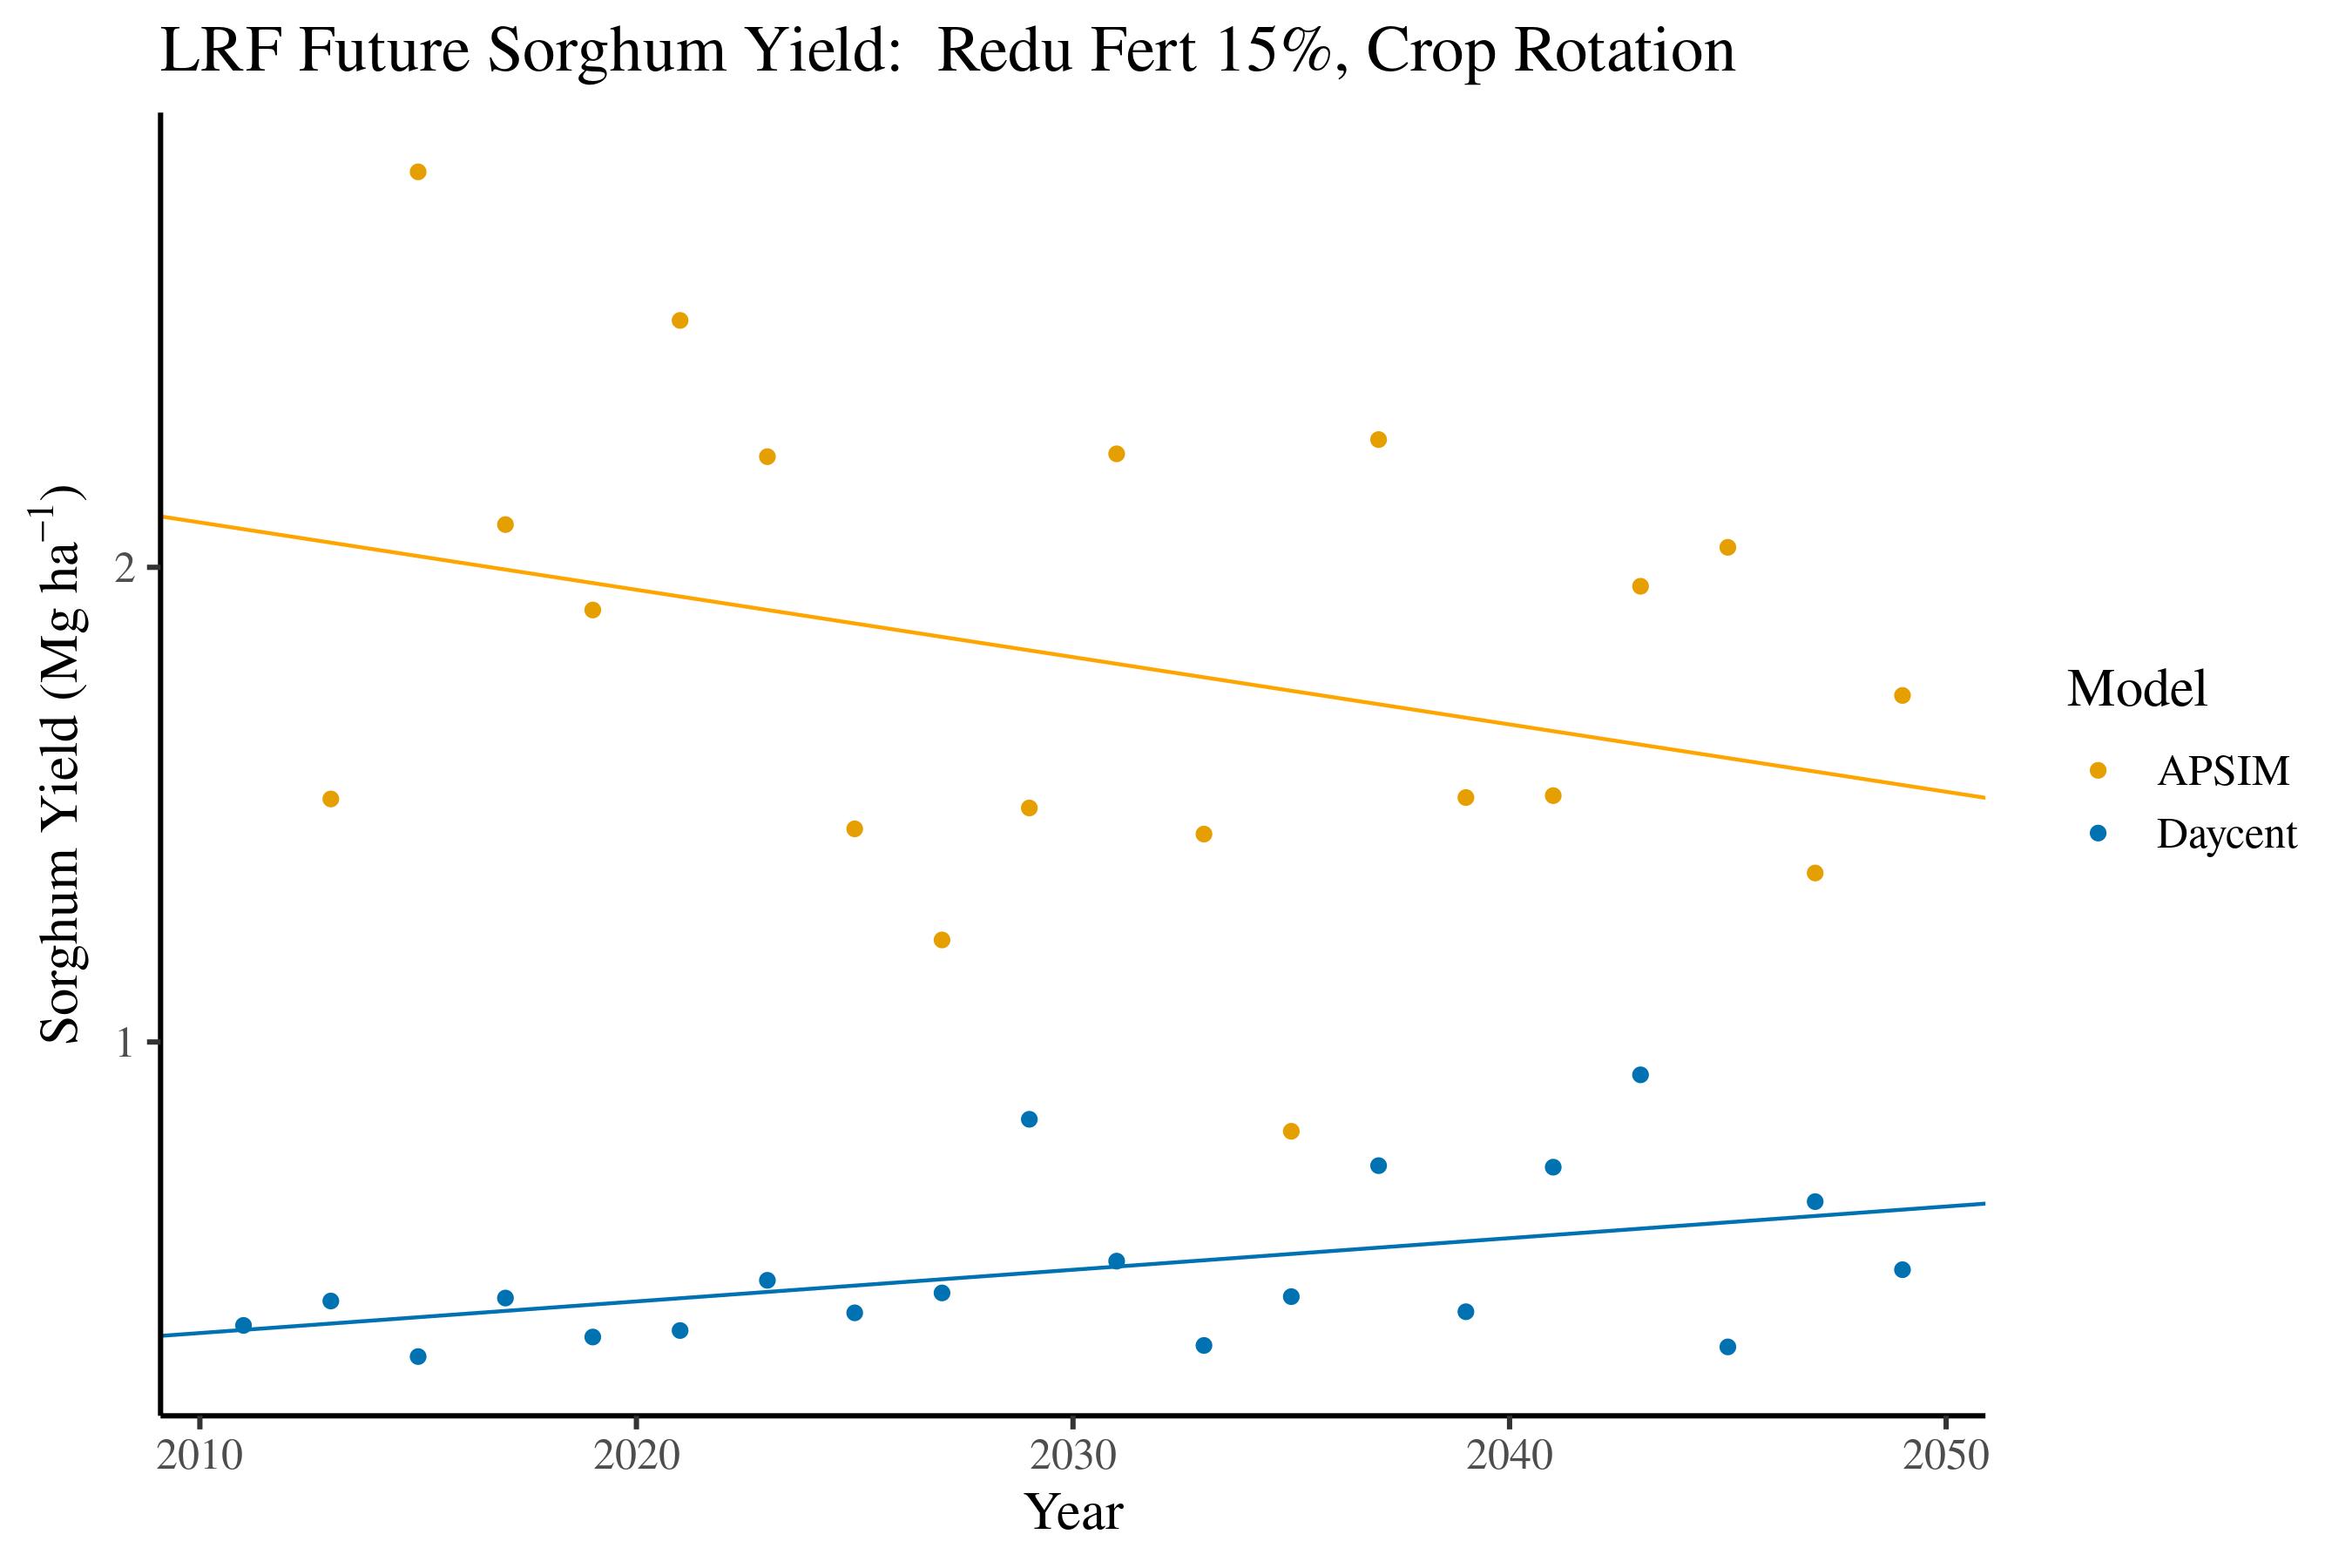 LRF Future Sorghum Yield:  Redu Fert 15%, Crop Rotation
Sorghum Yield (Mg ha⁻¹)
2
1
2010 2020 2030 2040 2050
Year
Model
APSIM
Daycent